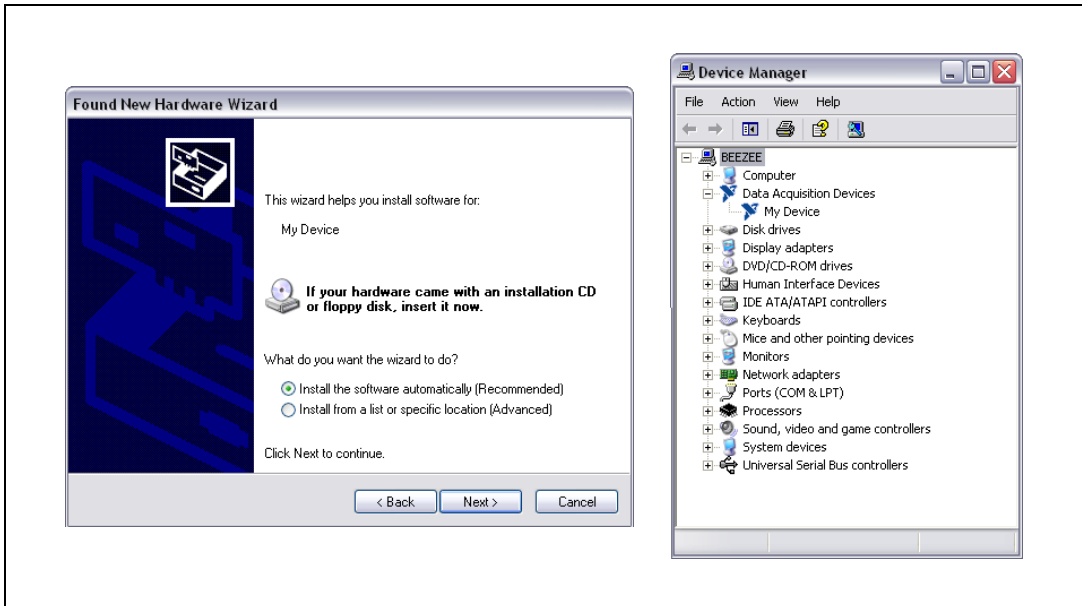 Found New Hardware Wizard
This wizard helps you install software for:
My Device
If your hardware came with an installation CD
or floppy disk, insert it now.
What do you want the wizard to do?
Install the software automatically (Recommended)
Install from a list or specific location (Advanced)
Click Next to continue.
< Back
Next >
Cancel
Device Manager
File Action View Help
BEEZEE
Computer
Data Acquisition Devices
My Device
Disk drives
Display adapters
DVD/CD-ROM drives
Human Interface Devices
IDE ATA/ATAPI controllers
Keyboards
Mice and other pointing devices
Monitors
Network adapters
Ports (COM & LPT)
Processors
Sound, video and game controllers
System devices
Universal Serial Bus controllers